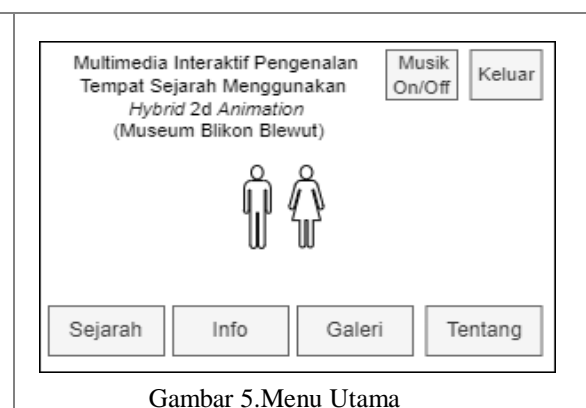 Multimedia Interaktif Pengenalan
Tempat Sejarah Menggunakan
Hybrid 2d Animation
(Museum Blikon Blewut)
Musik
On/Off
Keluar
Sejarah
Info
Galeri
Tentang
Gambar 5.Menu Utama